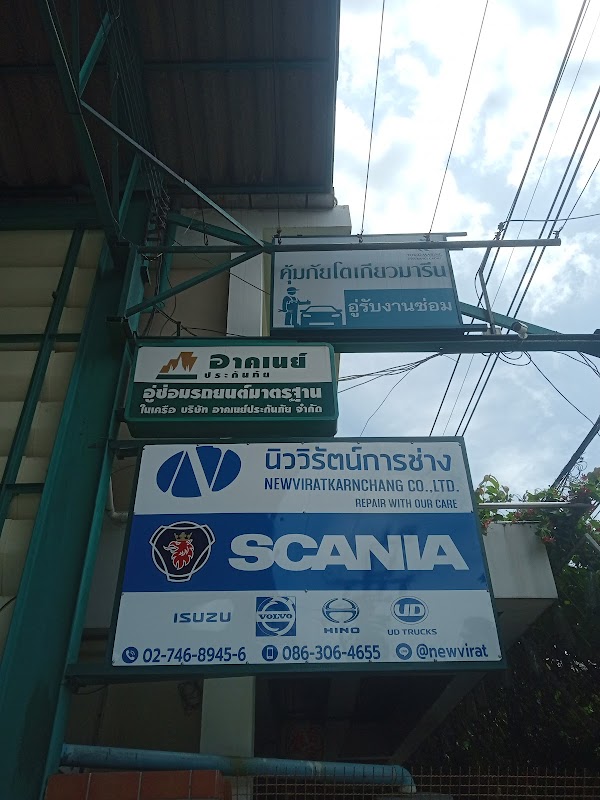 คุ้มภัยโตเกียวมารีน
อู่รับงานซ่อม
อาคเนย์
ประกันภัย
อู่ซ่อมรถยนต์มาตรฐาน
ในเครือ บริษัท อาคเนย์ประกันภัย จำกัด
นิววิรัตน์การช่าง
NEWVIRATKARNCHANG CO.,LTD.
REPAIR WITH OUR CARE
SCANIA
ISUZU VOLVO HINO UD
UD TRUCKS
02-746-8945-6 086-306-4655 @newvirat